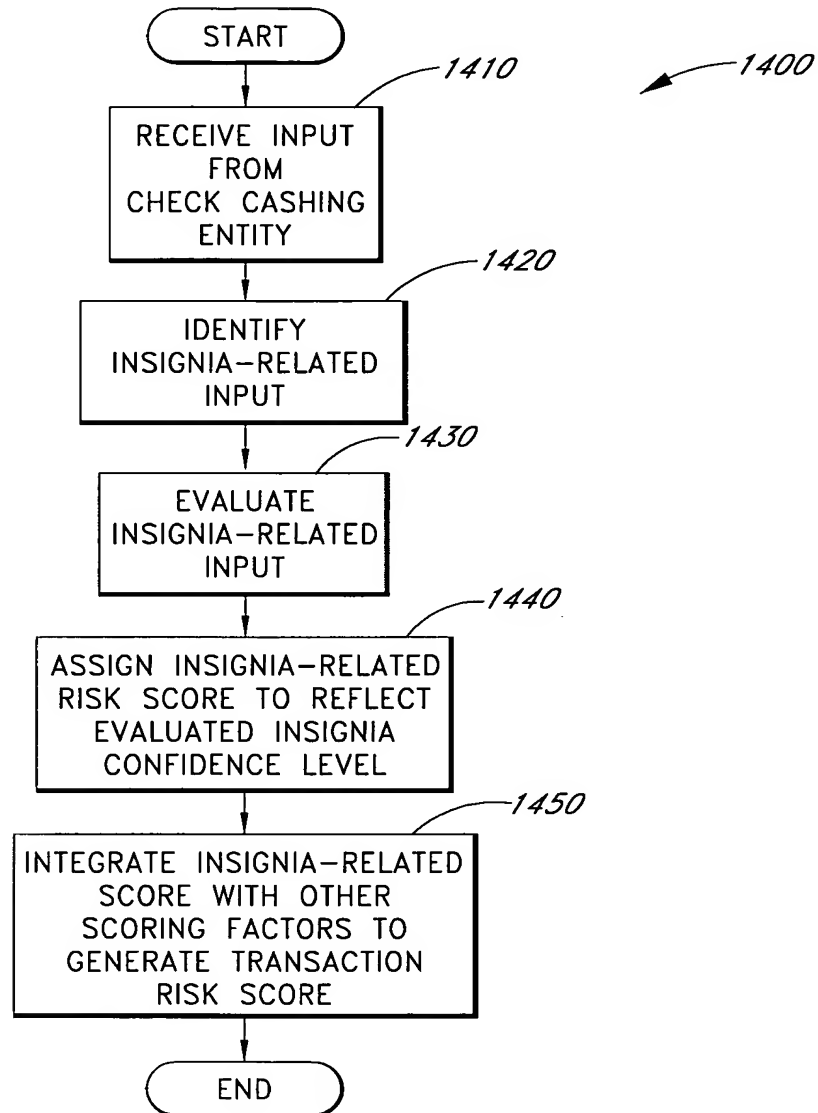 START
1410
1400
RECEIVE INPUT
FROM
CHECK CASHING
ENTITY
1420
IDENTIFY
INSIGNIA-RELATED
INPUT
1430
EVALUATE
INSIGNIA-RELATED
INPUT
1440
ASSIGN INSIGNIA-RELATED
RISK SCORE TO REFLECT
EVALUATED INSIGNIA
CONFIDENCE LEVEL
1450
INTEGRATE INSIGNIA-RELATED
SCORE WITH OTHER
SCORING FACTORS TO
GENERATE TRANSACTION
RISK SCORE
END